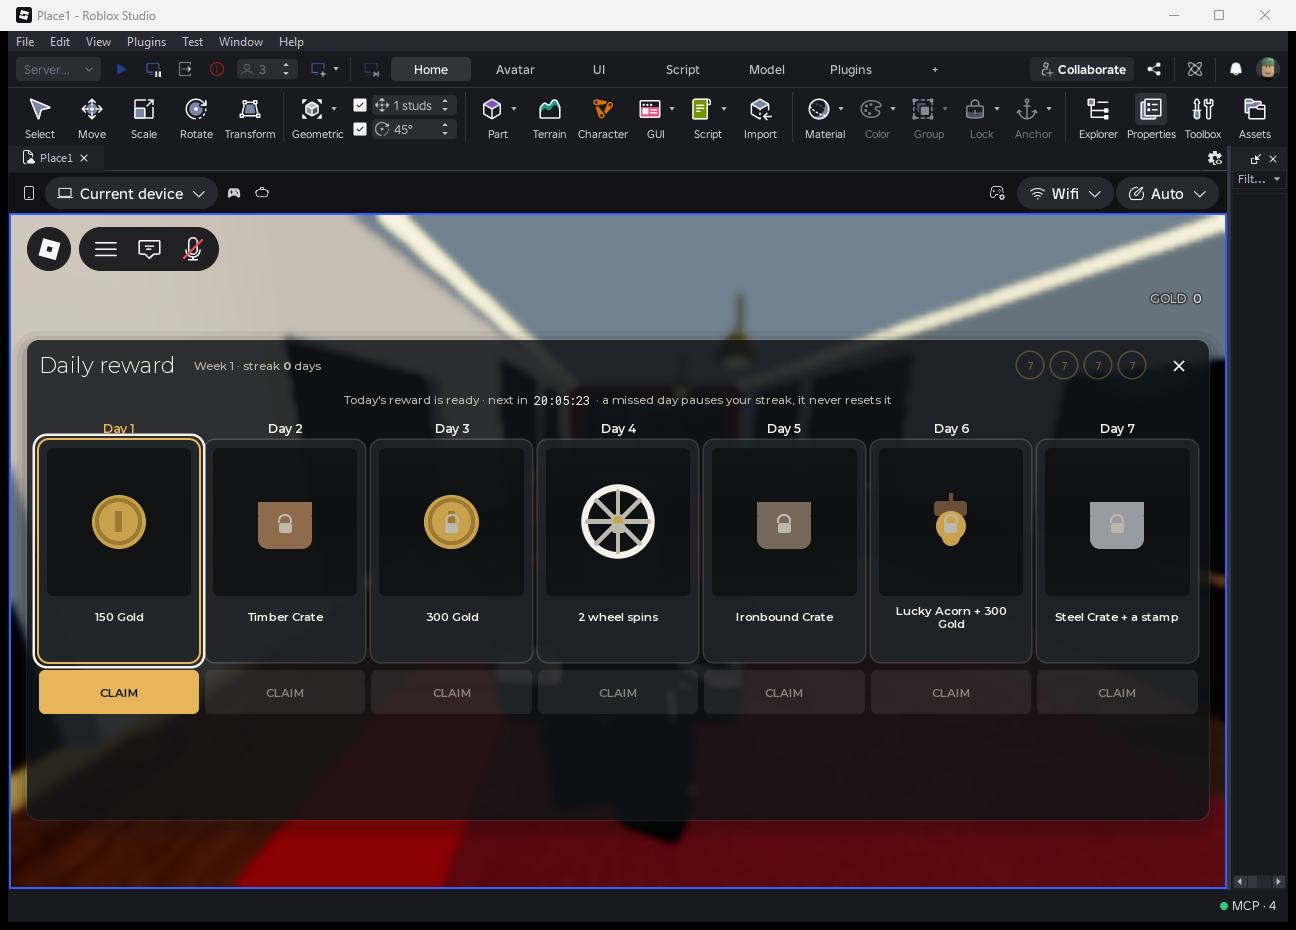 Place1 - Roblox Studio
File Edit View Plugins Test Window Help
Server... 3 Home Avatar UI Script Model Plugins + Collaborate
1 studs
45°
Select Move Scale Rotate Transform Geometric Part Terrain Character GUI Script Import Material Color Group Lock Anchor Explorer Properties Toolbox Assets
Place1
Filt...
Current device Wifi Auto
GOLD 0
Daily reward Week 1 · streak 0 days 7 7 7 7
Today's reward is ready · next in 20:05:23 · a missed day pauses your streak, it never resets it
Day 1 Day 2 Day 3 Day 4 Day 5 Day 6 Day 7
150 Gold Timber Crate 300 Gold 2 wheel spins Ironbound Crate Lucky Acorn + 300 Gold Steel Crate + a stamp
CLAIM CLAIM CLAIM CLAIM CLAIM CLAIM CLAIM
MCP · 4